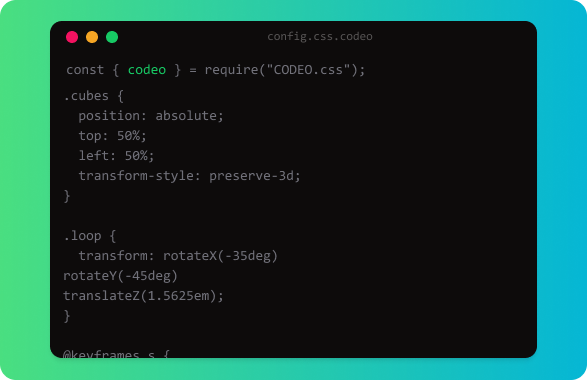 config.css.codeo
const { codeo } = require("CODEO.css");
.cubes {
  position: absolute;
  top: 50%;
  left: 50%;
  transform-style: preserve-3d;
}

.loop {
  transform: rotateX(-35deg)
rotateY(-45deg)
translateZ(1.5625em);
}

@keyframes s {